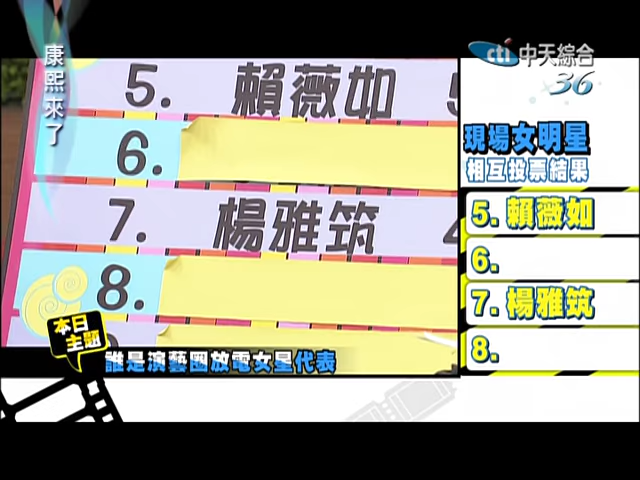 康熙來了
cti 中天綜合
36
5. 賴薇如
6.
7. 楊雅筑
8.
現場女明星
相互投票結果
5. 賴薇如
6.
7. 楊雅筑
8.
本日
主題
誰是演藝圈放電女星代表